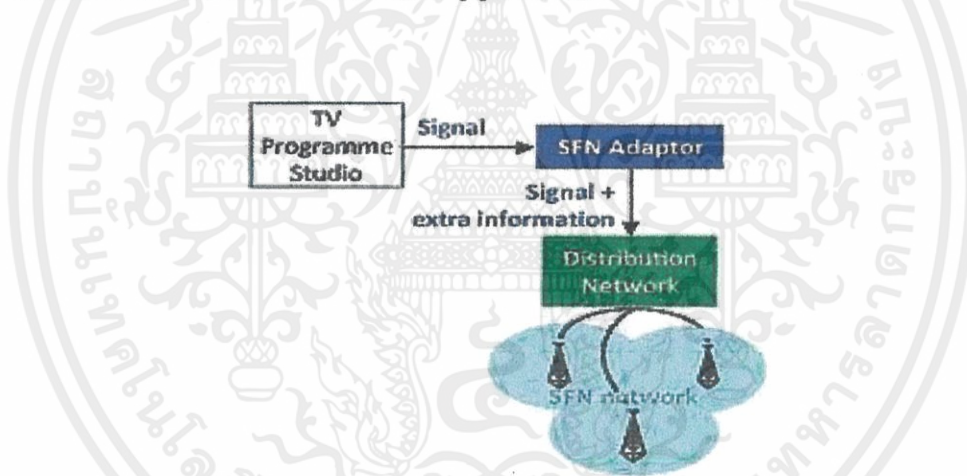 TV
Programme
Studio
Signal
SFN Adaptor
Signal +
extra information
Distribution
Network
SFN network